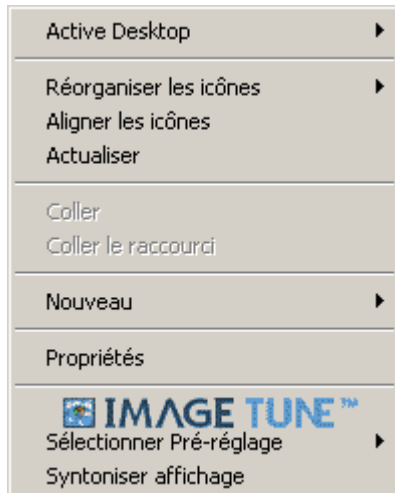 Active Desktop
Réorganiser les icônes
Aligner les icônes
Actualiser
Coller
Coller le raccourci
Nouveau
Propriétés
IMAGE TUNE™
Sélectionner Pré-réglage
Syntoniser affichage